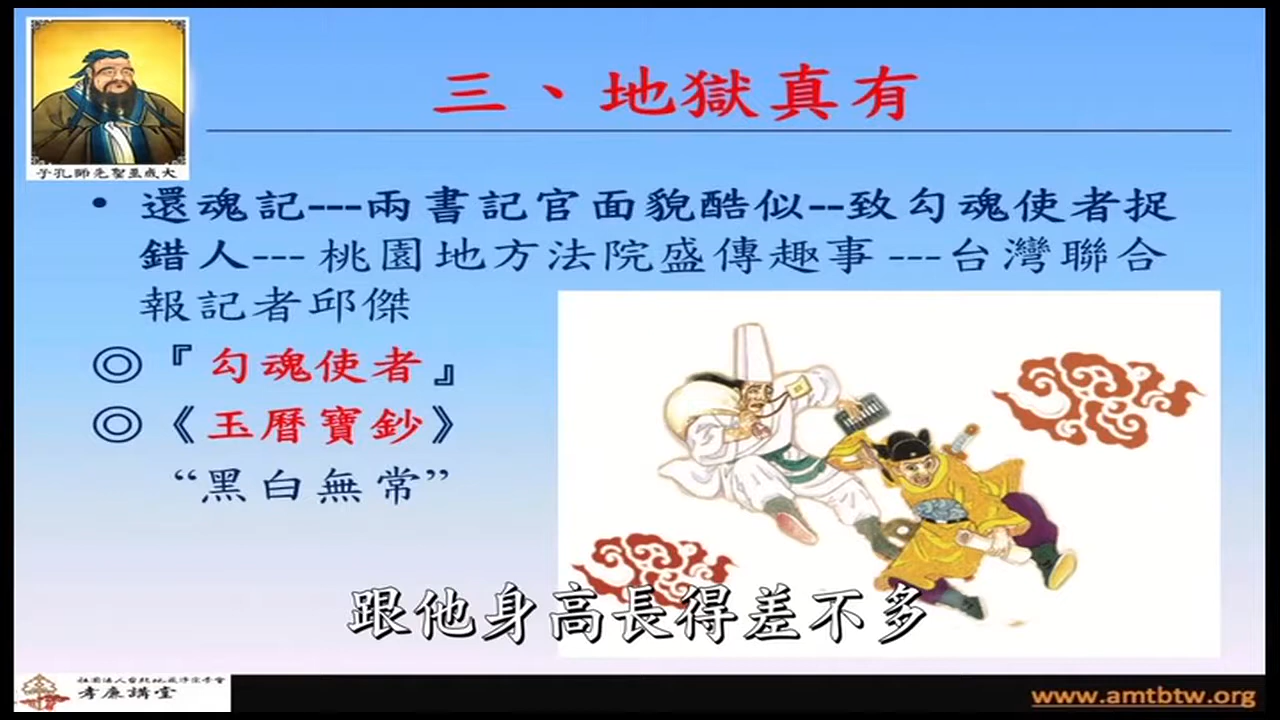 三、地獄真有
大成至聖先師孔子
• 還魂記---兩書記官面貌酷似--致勾魂使者捉
錯人---桃園地方法院盛傳趣事---台灣聯合
報記者邱傑
◎『勾魂使者』
◎《玉曆寶鈔》
“黑白無常”
跟他身高長得差不多
社團法人台北地藏淨宗學會
孝廉講堂
www.amtbtw.org